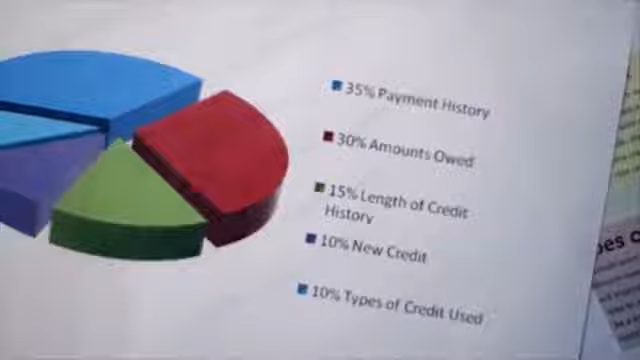 35% Payment History
30% Amounts Owed
15% Length of Credit
History
10% New Credit
10% Types of Credit Used